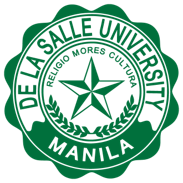 DE LA SALLE UNIVERSITY
RELIGIO MORES CULTURA
MANILA